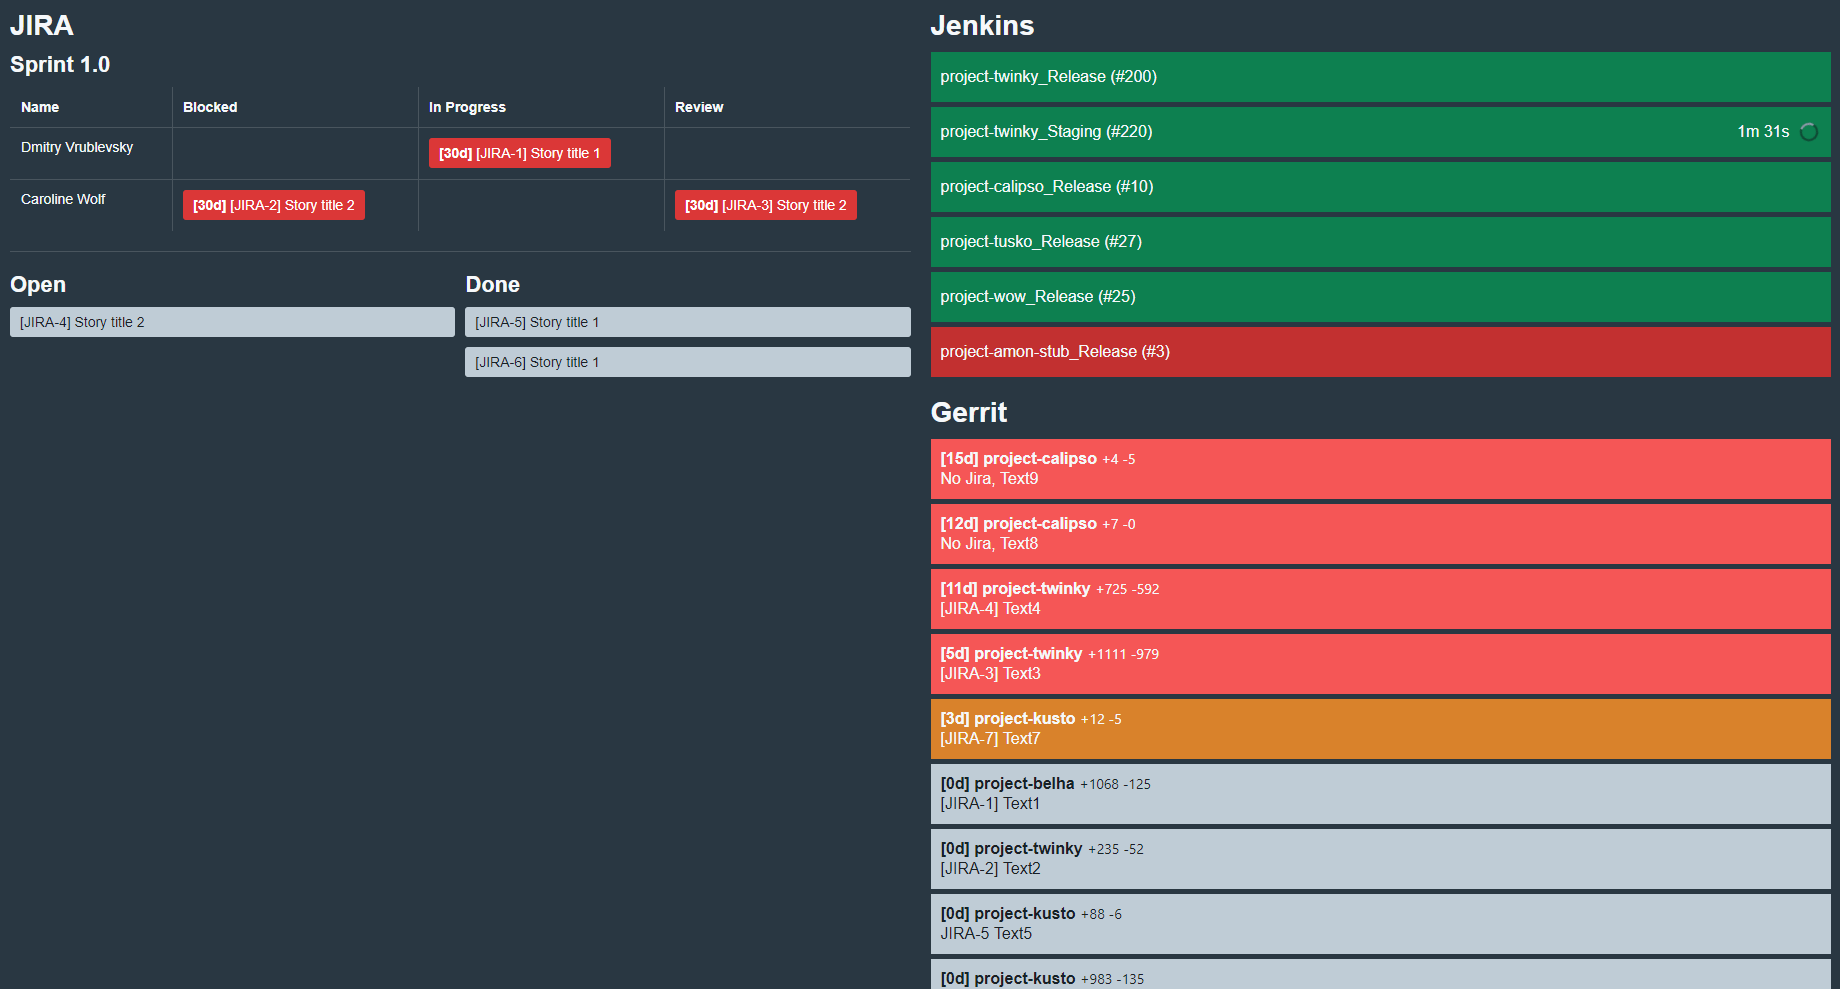 JIRA
Sprint 1.0
Name Blocked In Progress Review
Dmitry Vrublevsky [30d] [JIRA-1] Story title 1
Caroline Wolf [30d] [JIRA-2] Story title 2 [30d] [JIRA-3] Story title 2
Open
[JIRA-4] Story title 2
Done
[JIRA-5] Story title 1
[JIRA-6] Story title 1
Jenkins
project-twinky_Release (#200)
project-twinky_Staging (#220) 1m 31s
project-calipso_Release (#10)
project-tusko_Release (#27)
project-wow_Release (#25)
project-amon-stub_Release (#3)
Gerrit
[15d] project-calipso +4 -5
No Jira, Text9
[12d] project-calipso +7 -0
No Jira, Text8
[11d] project-twinky +725 -592
[JIRA-4] Text4
[5d] project-twinky +1111 -979
[JIRA-3] Text3
[3d] project-kusto +12 -5
[JIRA-7] Text7
[0d] project-belha +1068 -125
[JIRA-1] Text1
[0d] project-twinky +235 -52
[JIRA-2] Text2
[0d] project-kusto +88 -6
JIRA-5 Text5
[0d] project-kusto +983 -135